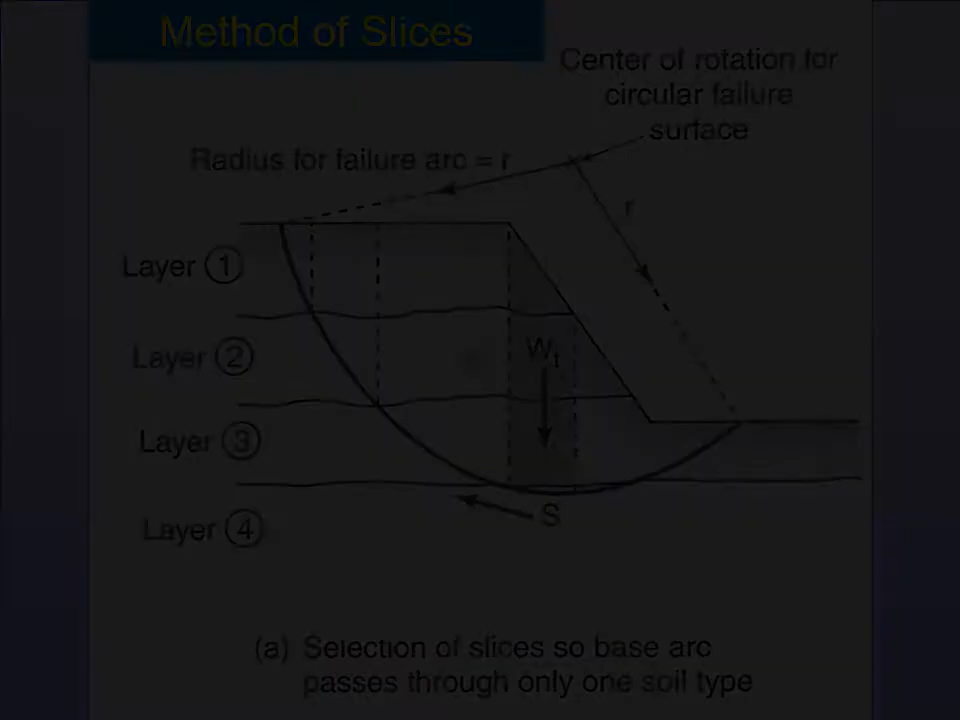 Method of Slices
Center of rotation for
circular failure
surface
Radius for failure arc = r
r
Layer 1
Layer 2
Wt
Layer 3
S
Layer 4
(a) Selection of slices so base arc
passes through only one soil type